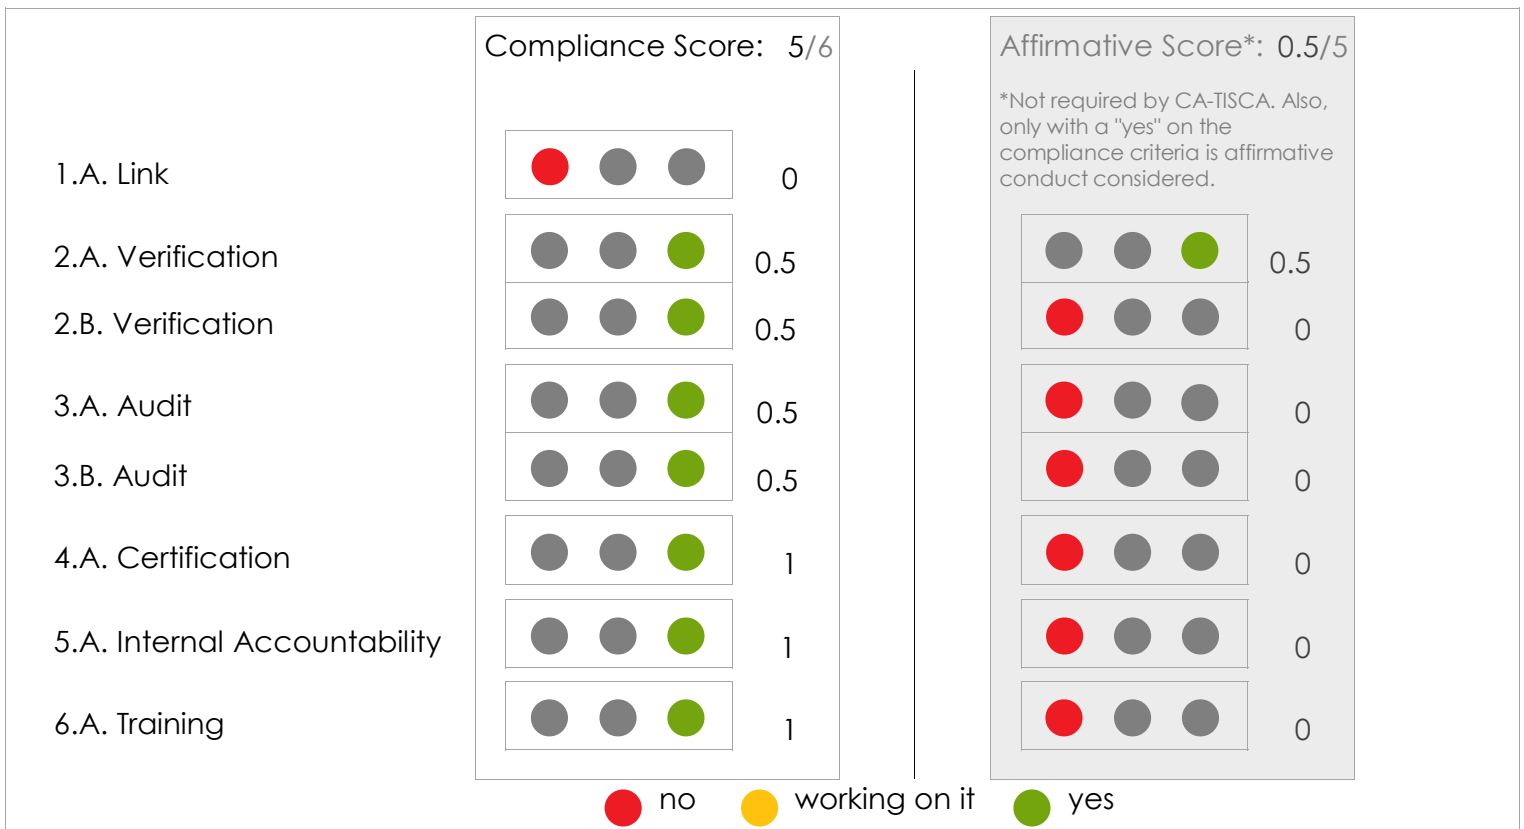 Compliance Score: 5/6
Affirmative Score*: 0.5/5
*Not required by CA-TISCA. Also,
only with a "yes" on the
compliance criteria is affirmative
conduct considered.
1.A. Link 0
2.A. Verification 0.5 0.5
2.B. Verification 0.5 0
3.A. Audit 0.5 0
3.B. Audit 0.5 0
4.A. Certification 1 0
5.A. Internal Accountability 1 0
6.A. Training 1 0
no working on it yes